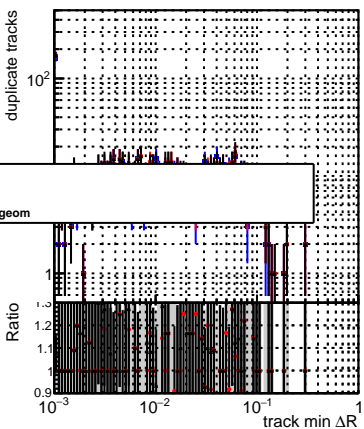 duplicate tracks
10²
geom
1
Ratio
1.3
1.2
1.1
1
0.9
10⁻³
10⁻²
10⁻¹
1
track min ΔR